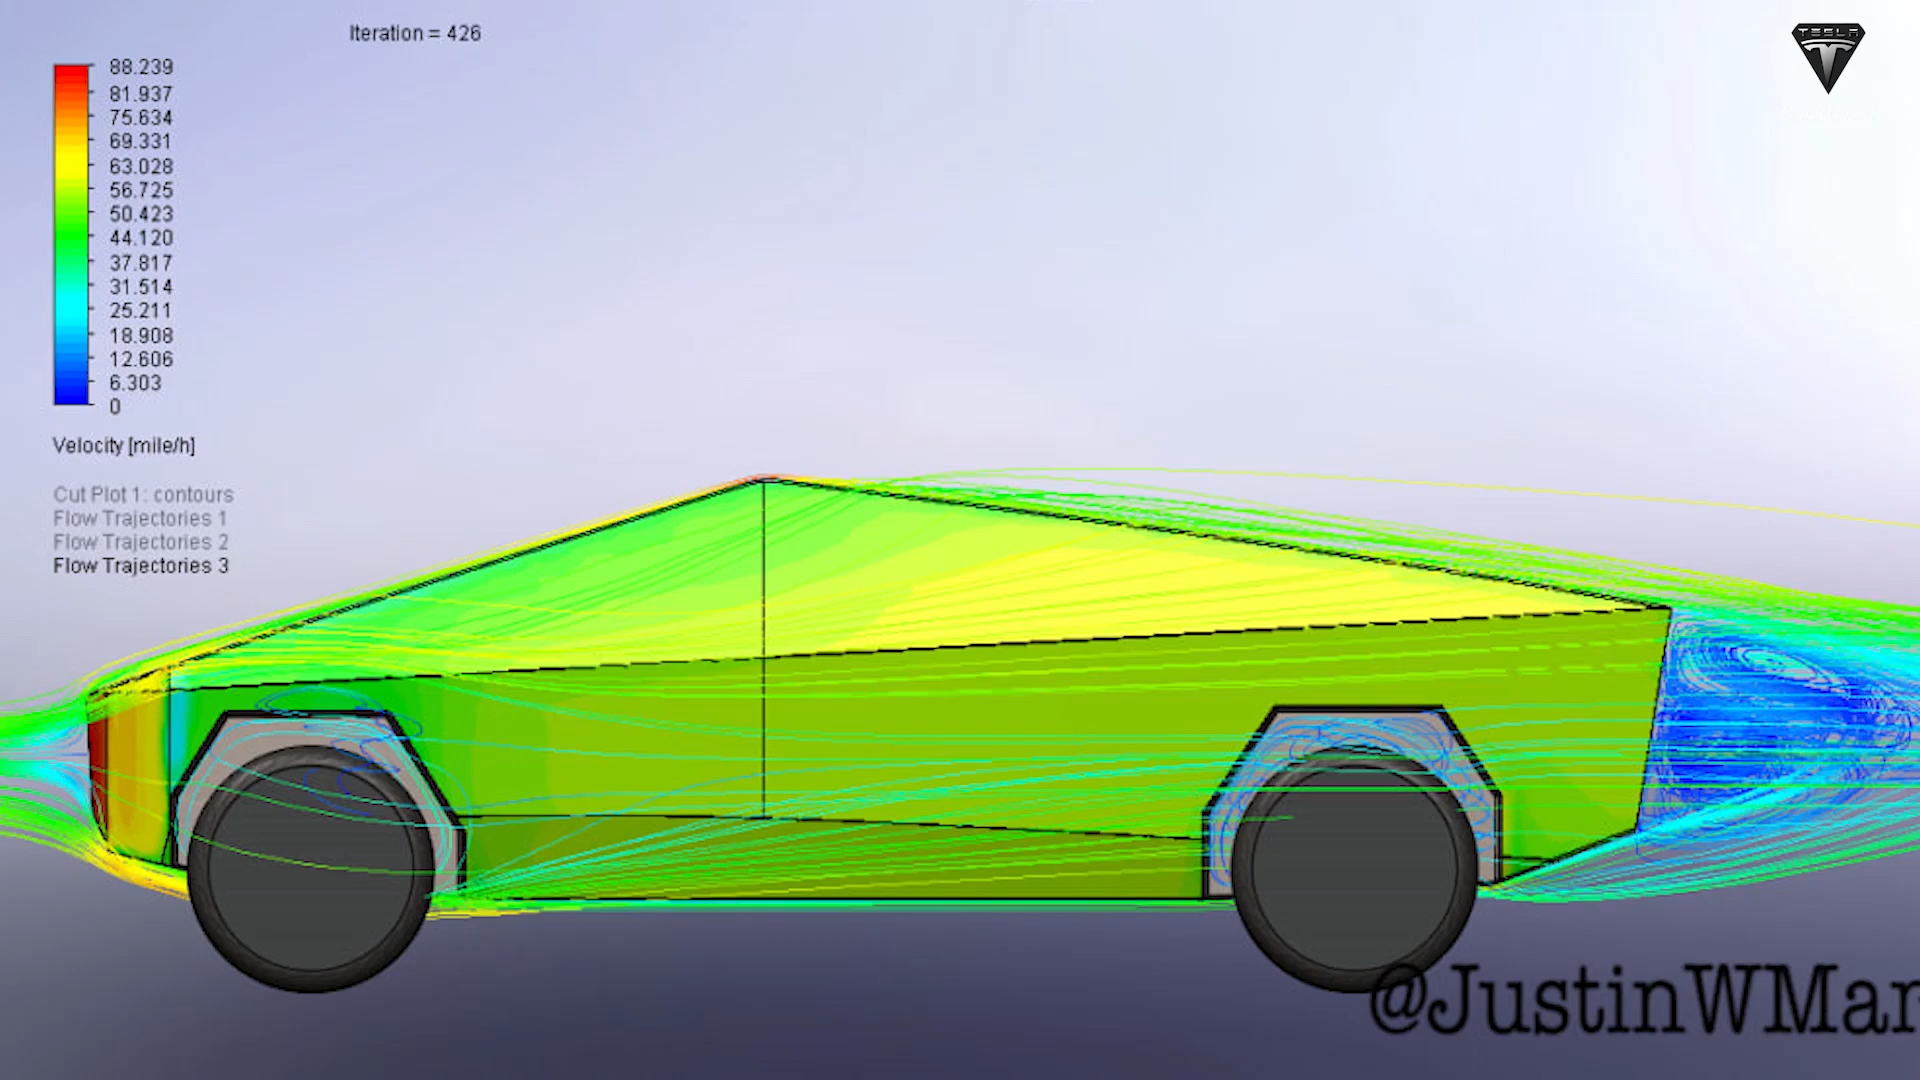 Iteration = 426
TESLA
88.239
81.937
75.634
69.331
63.028
56.725
50.423
44.120
37.817
31.514
25.211
18.908
12.606
6.303
0
Velocity [mile/h]
Cut Plot 1: contours
Flow Trajectories 1
Flow Trajectories 2
Flow Trajectories 3
@JustinWMar